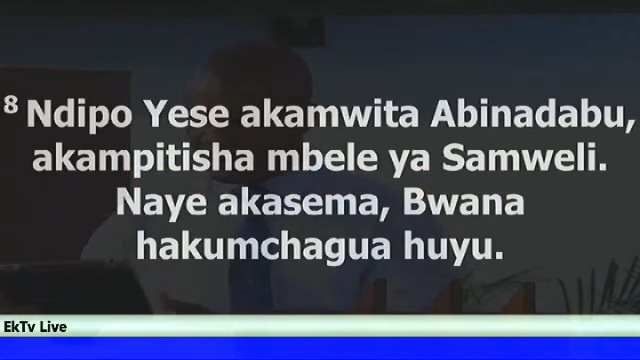 8 Ndipo Yese akamwita Abinadabu,
akampitisha mbele ya Samweli.
Naye akasema, Bwana
hakumchagua huyu.
EkTv Live